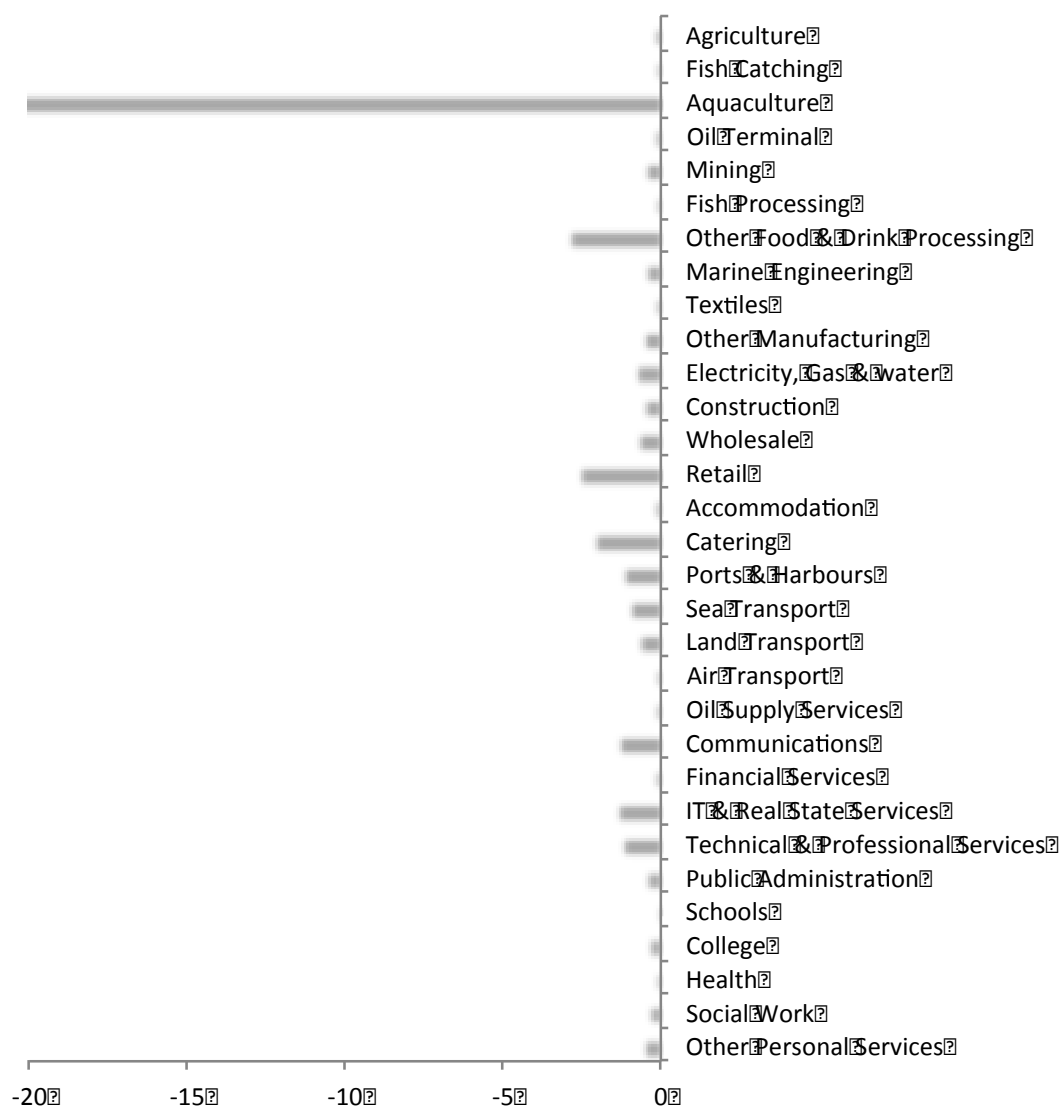 Agriculture
Fish Catching
Aquaculture
Oil Terminal
Mining
Fish Processing
Other Food & Drink Processing
Marine Engineering
Textiles
Other Manufacturing
Electricity, Gas & water
Construction
Wholesale
Retail
Accommodation
Catering
Ports & Harbours
Sea Transport
Land Transport
Air Transport
Oil Supply Services
Communications
Financial Services
IT & Real State Services
Technical & Professional Services
Public Administration
Schools
College
Health
Social Work
Other Personal Services
-20 -15 -10 -5 0